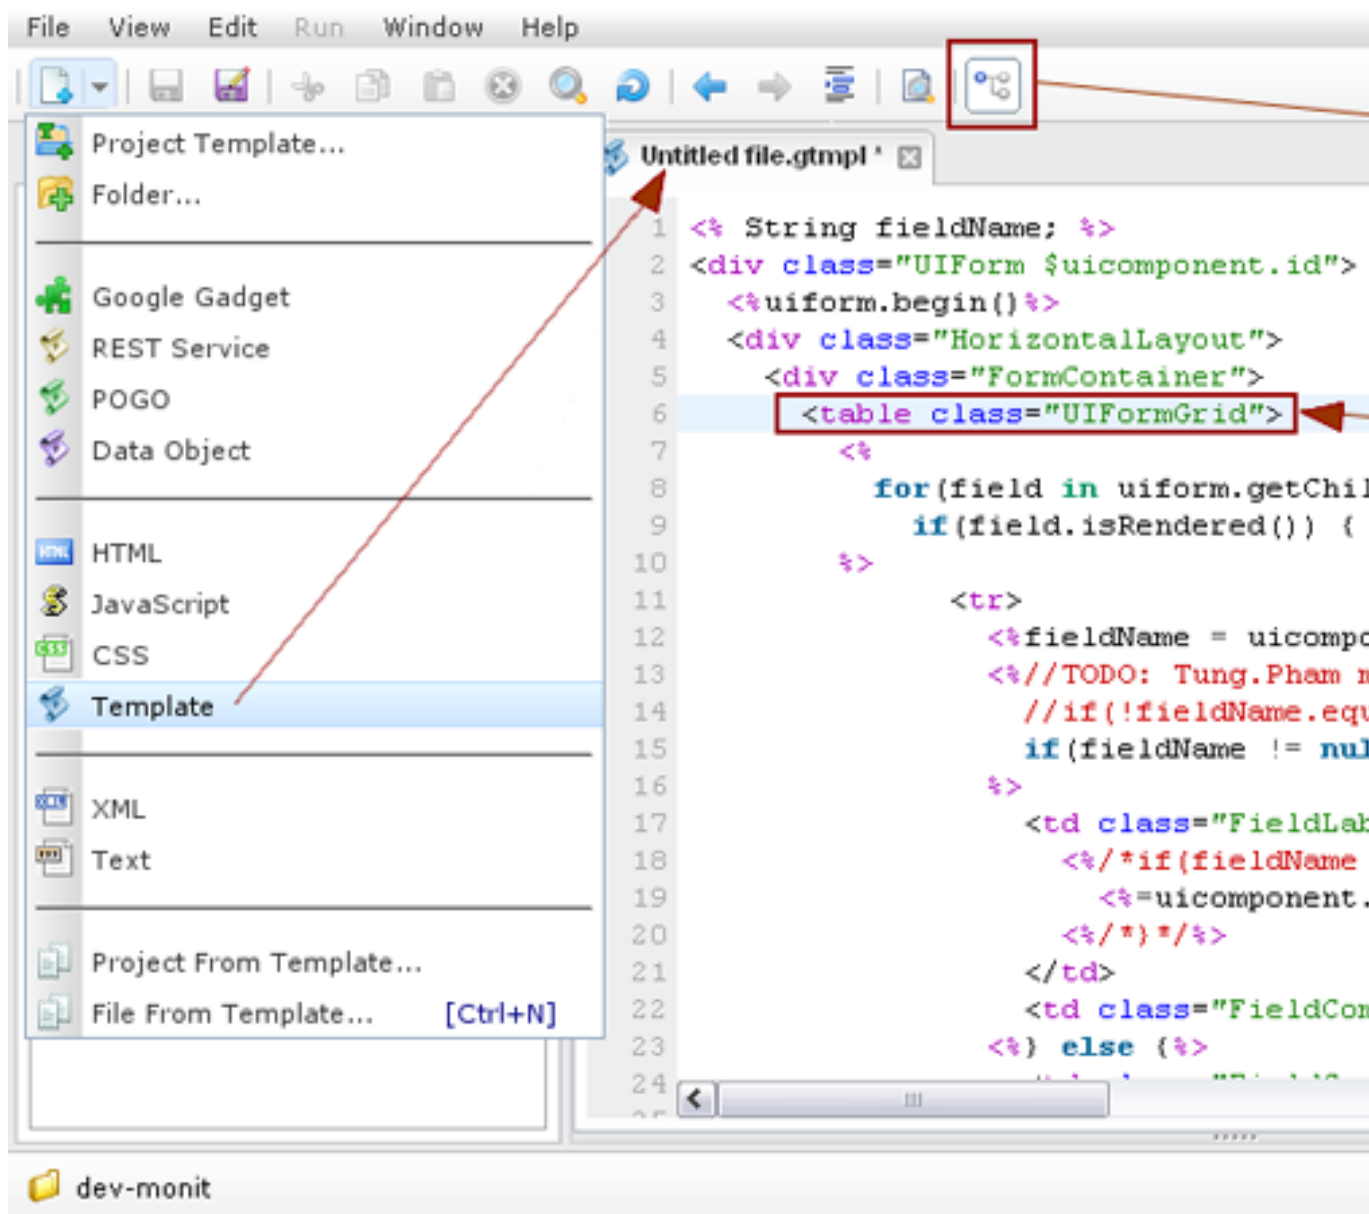 File View Edit Run Window Help
Project Template...
Folder...
Google Gadget
REST Service
POGO
Data Object
HTML
JavaScript
CSS
Template
XML
Text
Project From Template...
File From Template... [Ctrl+N]
Untitled file.gtmpl *
1 <% String fieldName; %>
2 <div class="UIForm $uicomponent.id">
3 <%uiform.begin()%>
4 <div class="HorizontalLayout">
5 <div class="FormContainer">
6 <table class="UIFormGrid">
7 <%
8 for(field in uiform.getChil
9 if(field.isRendered()) {
10 %>
11 <tr>
12 <%fieldName = uicompo
13 <%//TODO: Tung.Pham m
14 //if(!fieldName.equ
15 if(fieldName != nul
16 %>
17 <td class="FieldLab
18 <%/*if(fieldName
19 <%=uicomponent.
20 <%/*}*/%>
21 </td>
22 <td class="FieldCom
23 <%} else {%>
24
dev-monit